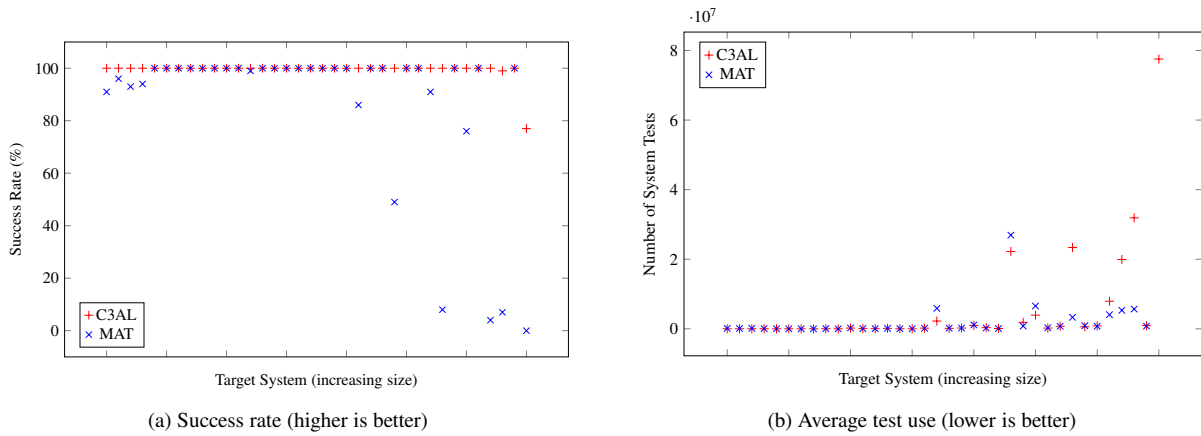 100
80
60
40
20
0
Success Rate (%)
C3AL
MAT
Target System (increasing size)
(a) Success rate (higher is better)
·10⁷
8
6
4
2
0
Number of System Tests
C3AL
MAT
Target System (increasing size)
(b) Average test use (lower is better)